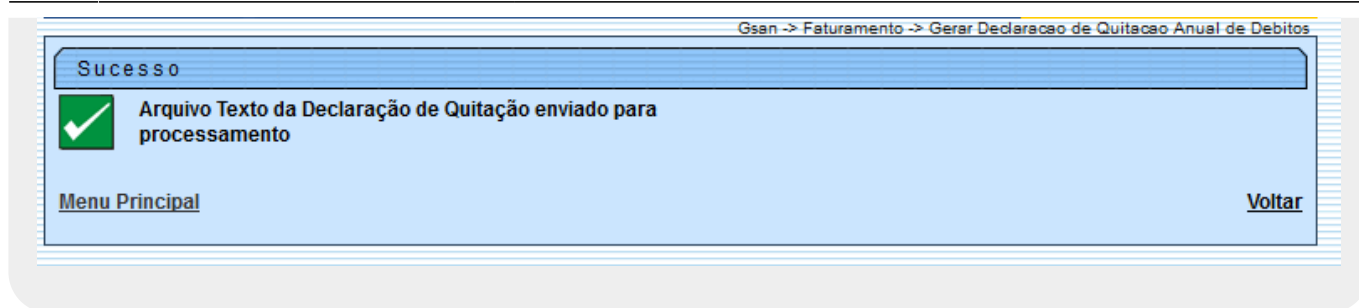 Gsan -> Faturamento -> Gerar Declaracao de Quitacao Anual de Debitos
Sucesso
Arquivo Texto da Declaração de Quitação enviado para
processamento
Menu Principal
Voltar